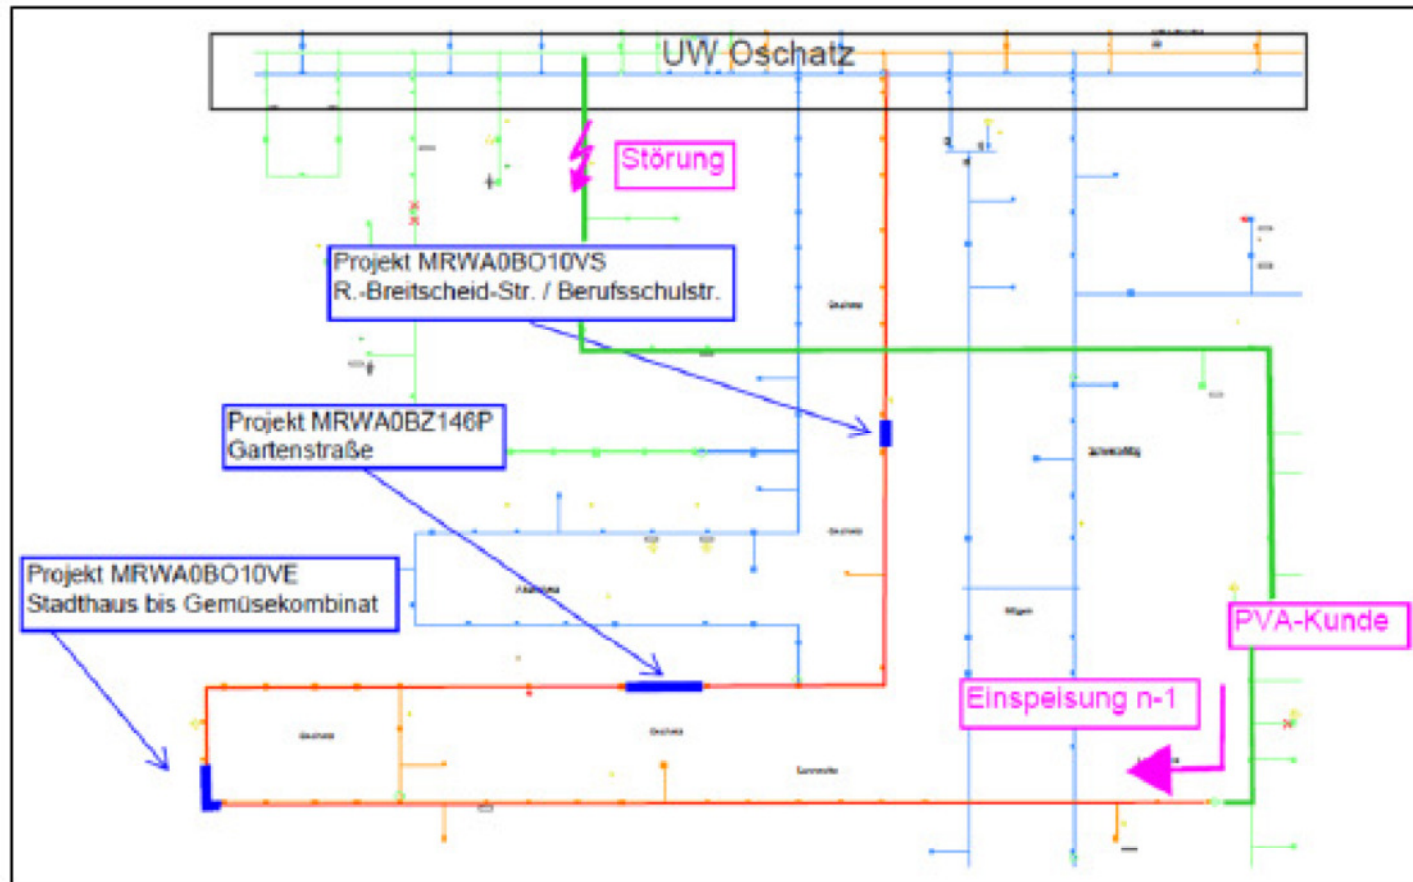 UW Oschatz
Störung
Projekt MRWA0BO10VS
R.-Breitscheid-Str. / Berufsschulstr.
Projekt MRWA0BZ146P
Gartenstraße
Projekt MRWA0BO10VE
Stadthaus bis Gemüsekombinat
PVA-Kunde
Einspeisung n-1